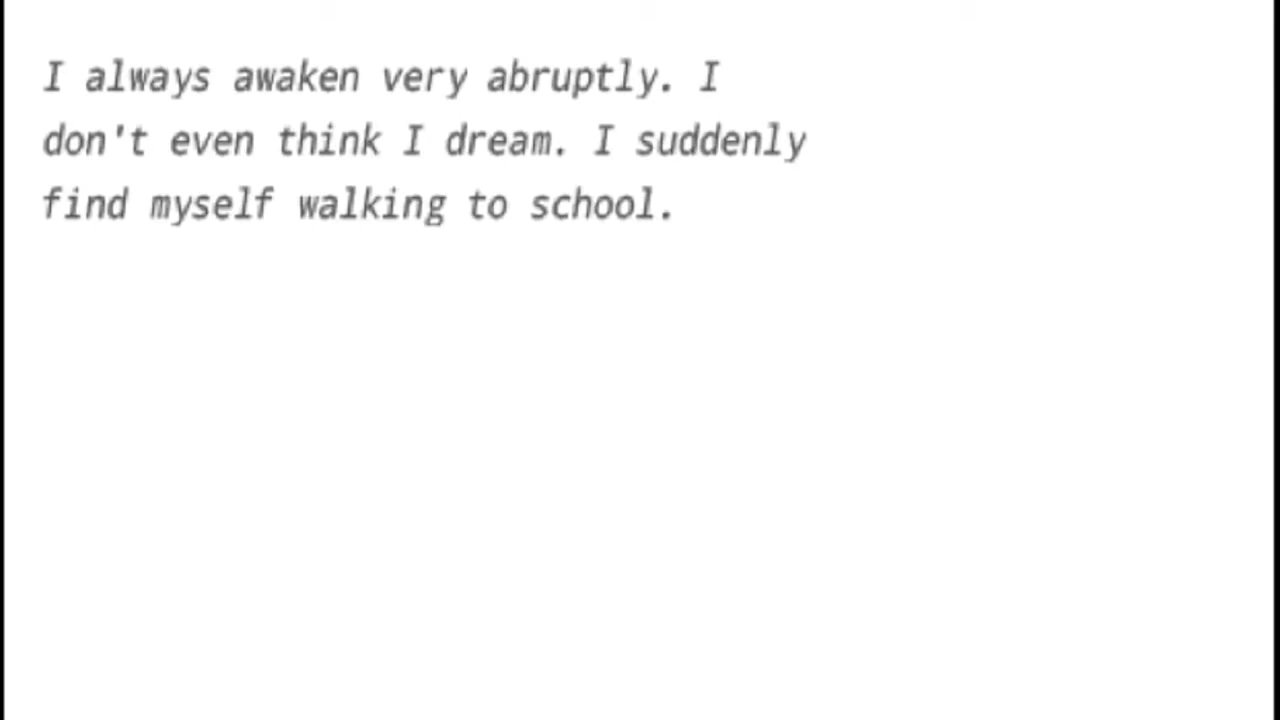 I always awaken very abruptly. I
don't even think I dream. I suddenly
find myself walking to school.